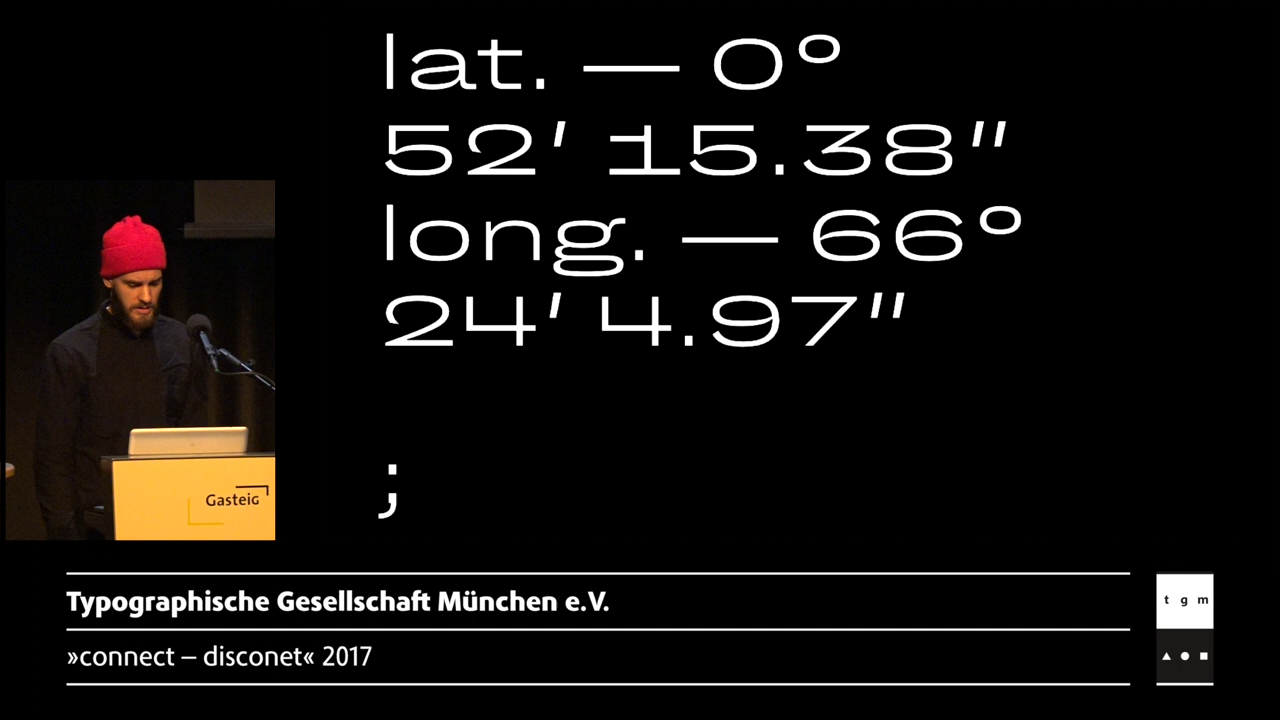 lat. — 0°
52′ 15.38″
long. — 66°
24′ 4.97″
;
Gasteig
Typographische Gesellschaft München e.V.
»connect – disconet« 2017
t g m